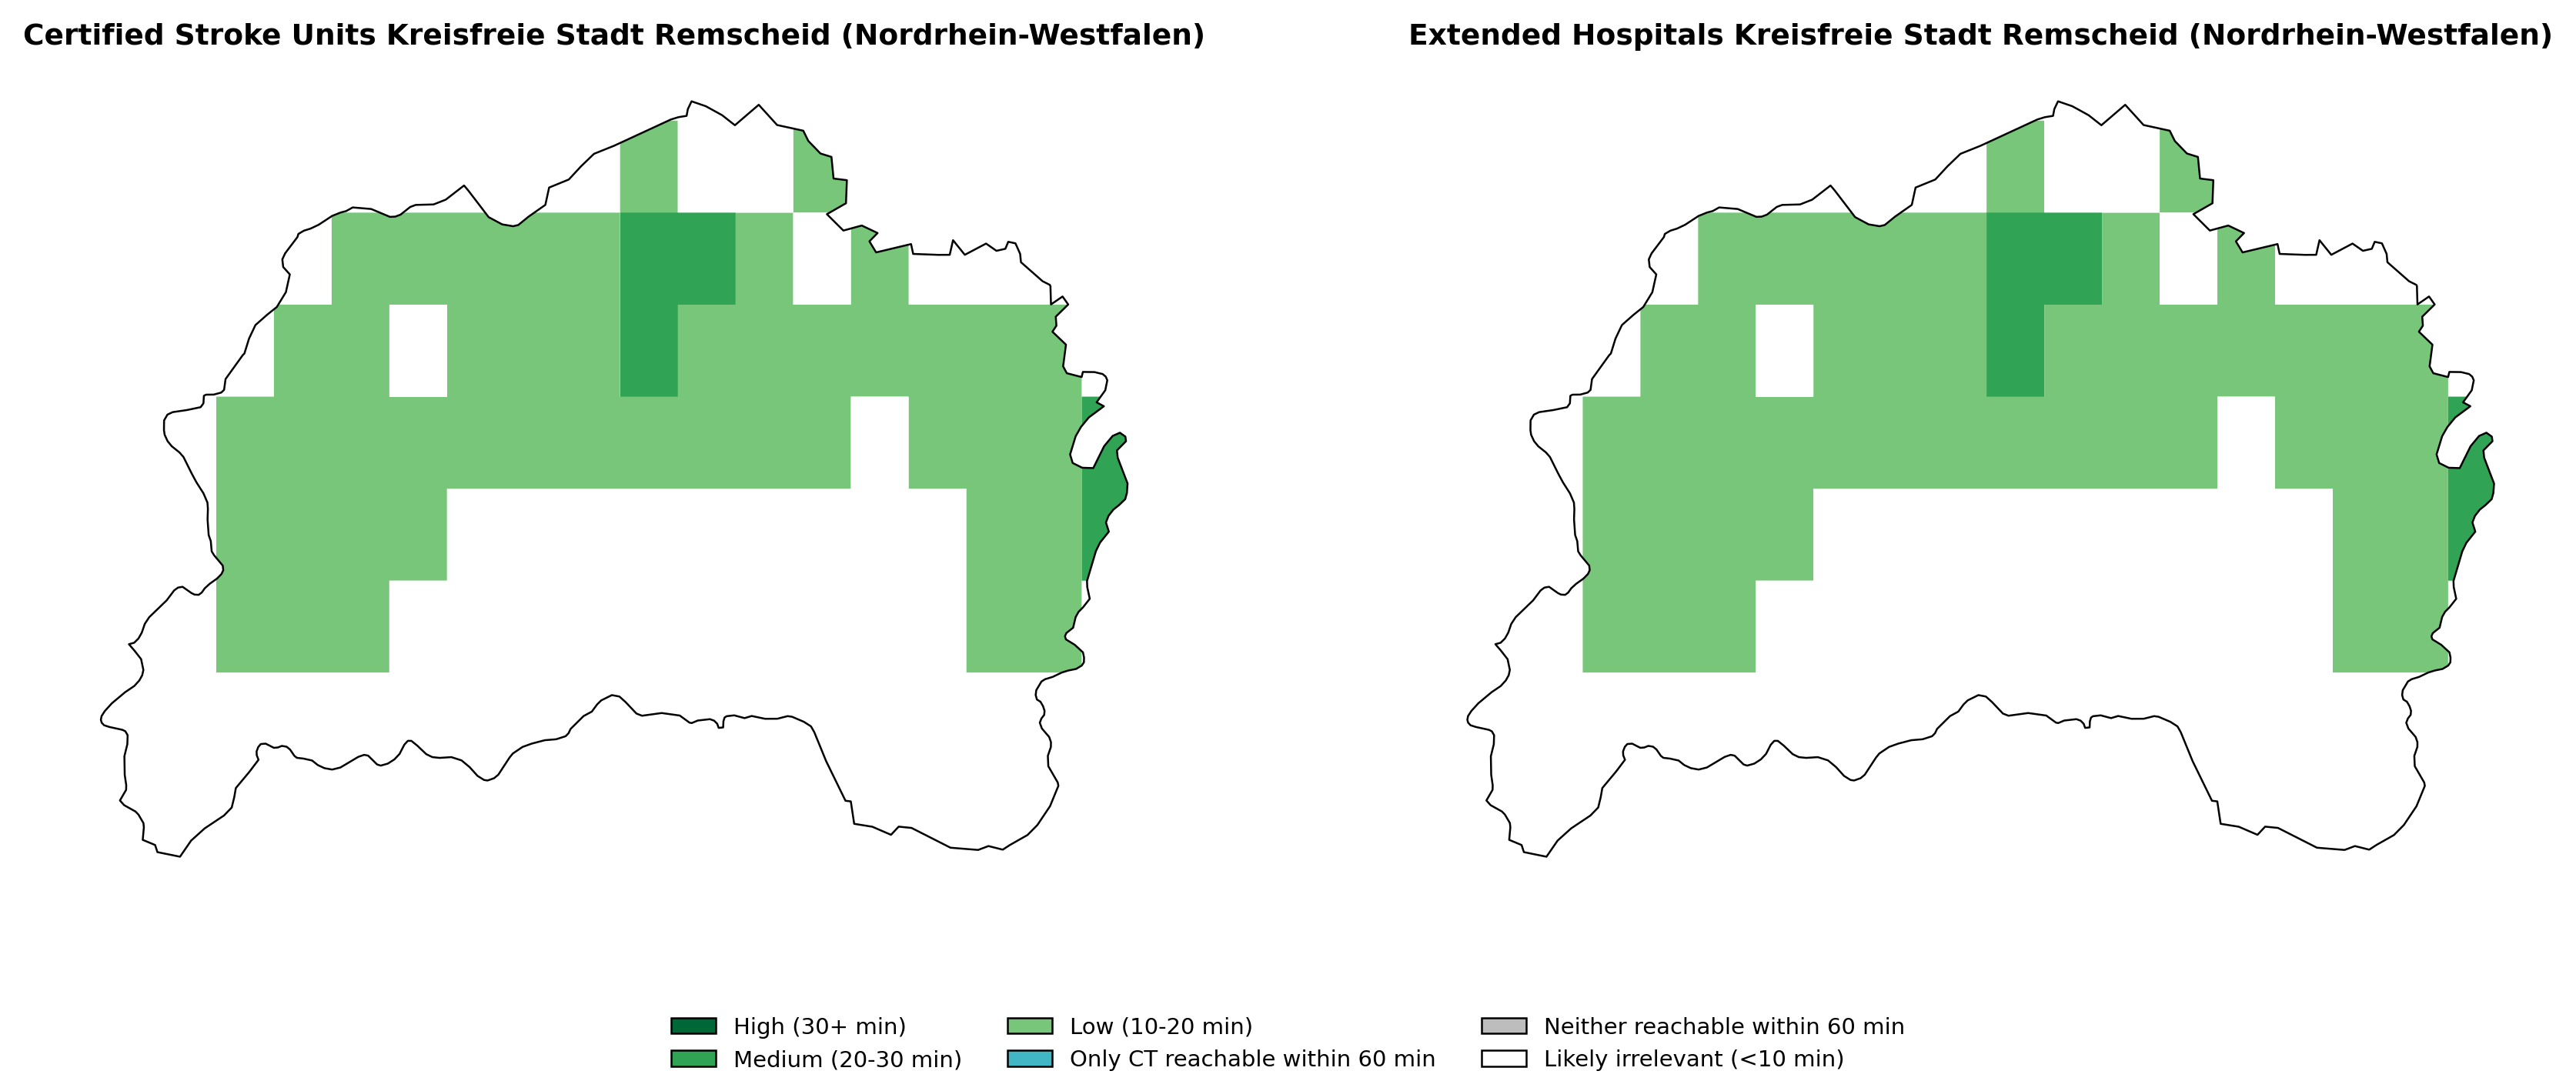 Certified Stroke Units Kreisfreie Stadt Remscheid (Nordrhein-Westfalen)
Extended Hospitals Kreisfreie Stadt Remscheid (Nordrhein-Westfalen)
High (30+ min)
Medium (20-30 min)
Low (10-20 min)
Only CT reachable within 60 min
Neither reachable within 60 min
Likely irrelevant (<10 min)